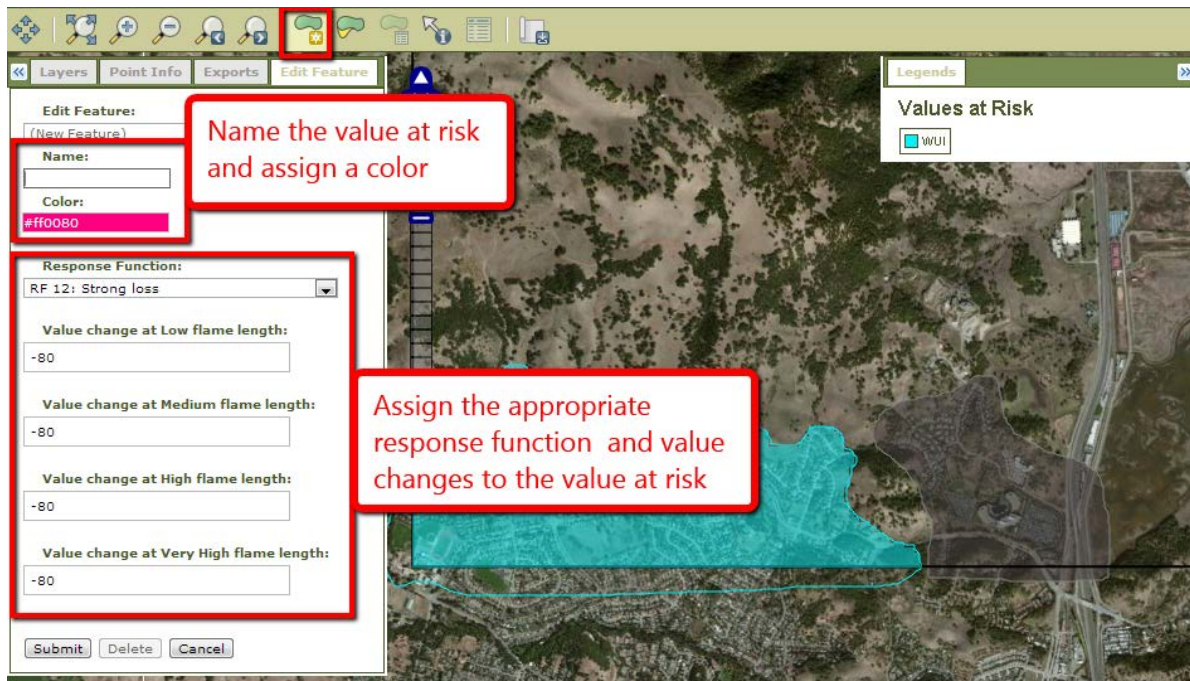 Layers Point Info Exports Edit Feature
Edit Feature:
(New Feature)
Name:
Color:
#ff0080
Name the value at risk
and assign a color
Response Function:
RF 12: Strong loss
Value change at Low flame length:
-80
Value change at Medium flame length:
-80
Value change at High flame length:
-80
Value change at Very High flame length:
-80
Submit Delete Cancel
Assign the appropriate
response function and value
changes to the value at risk
Legends
Values at Risk
WUI